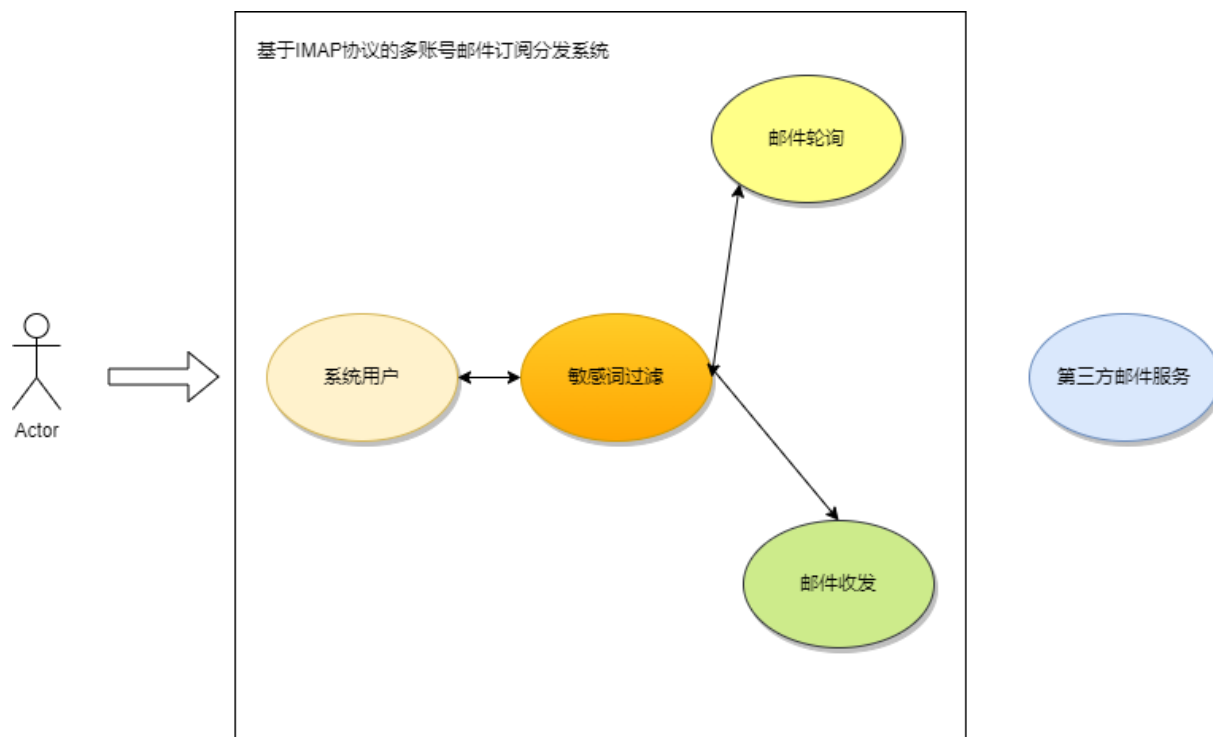 基于IMAP协议的多账号邮件订阅分发系统
邮件轮询
系统用户
敏感词过滤
第三方邮件服务
Actor
邮件收发